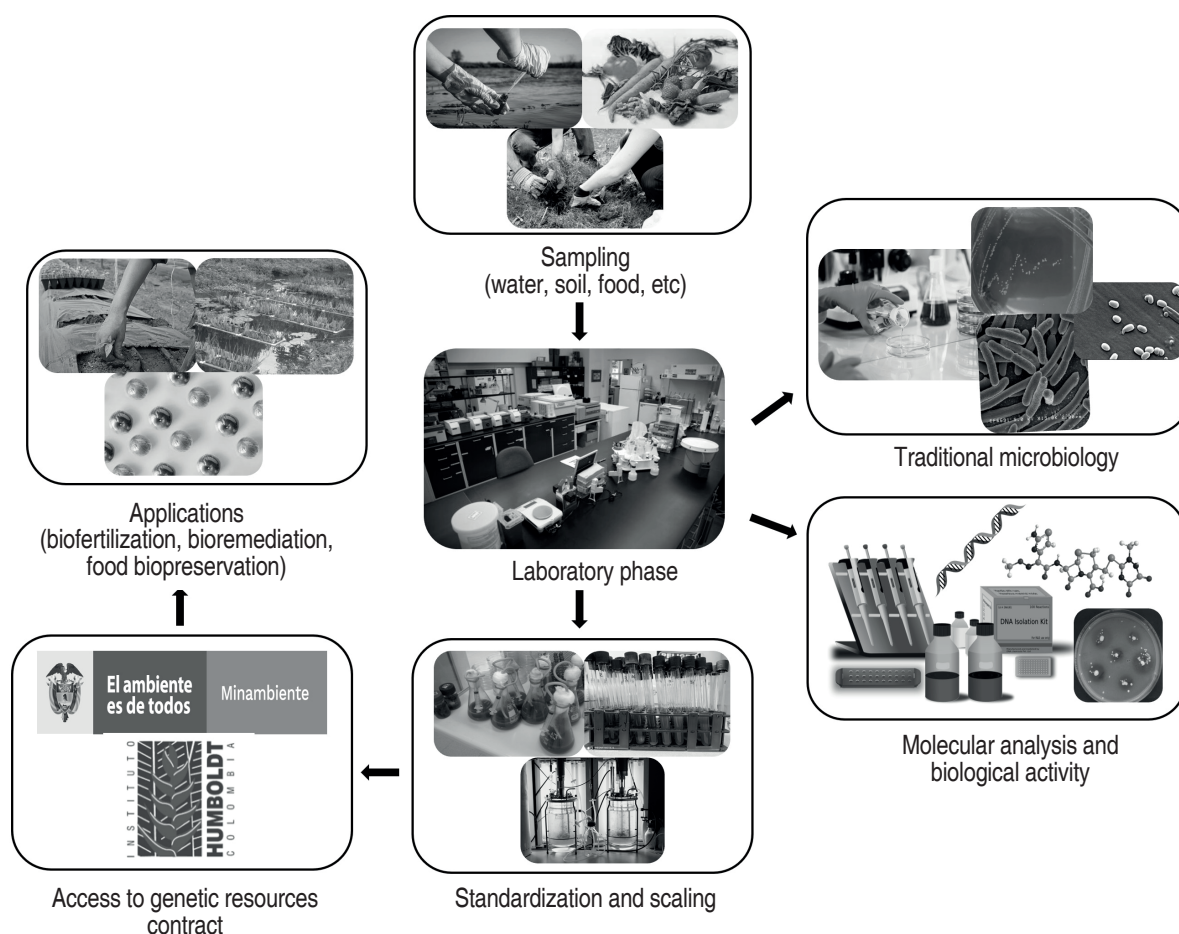 Sampling
(water, soil, food, etc)
Laboratory phase
Traditional microbiology
DNA Isolation Kit
Molecular analysis and
biological activity
Standardization and scaling
El ambiente
es de todos
Minambiente
INSTITUTO
HUMBOLDT
COLOMBIA
Access to genetic resources
contract
Applications
(biofertilization, bioremediation,
food biopreservation)